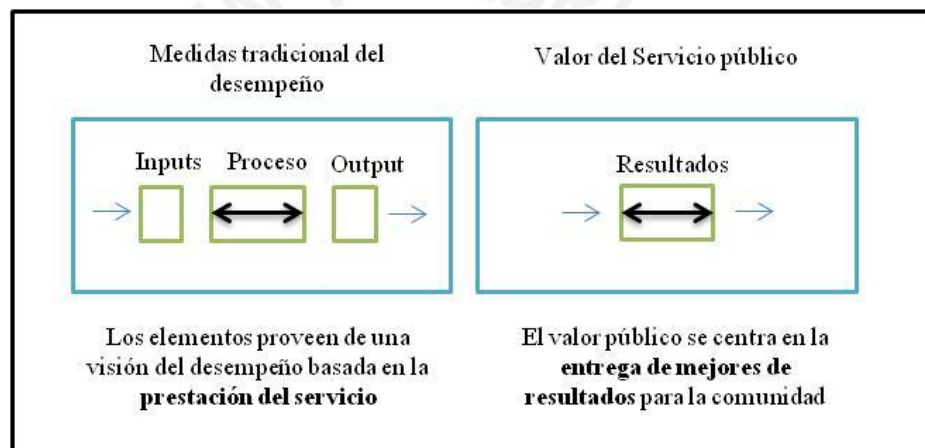 Medidas tradicional del
desempeño
Inputs Proceso Output
Los elementos proveen de una
visión del desempeño basada en la
prestación del servicio
Valor del Servicio público
Resultados
El valor público se centra en la
entrega de mejores de
resultados para la comunidad